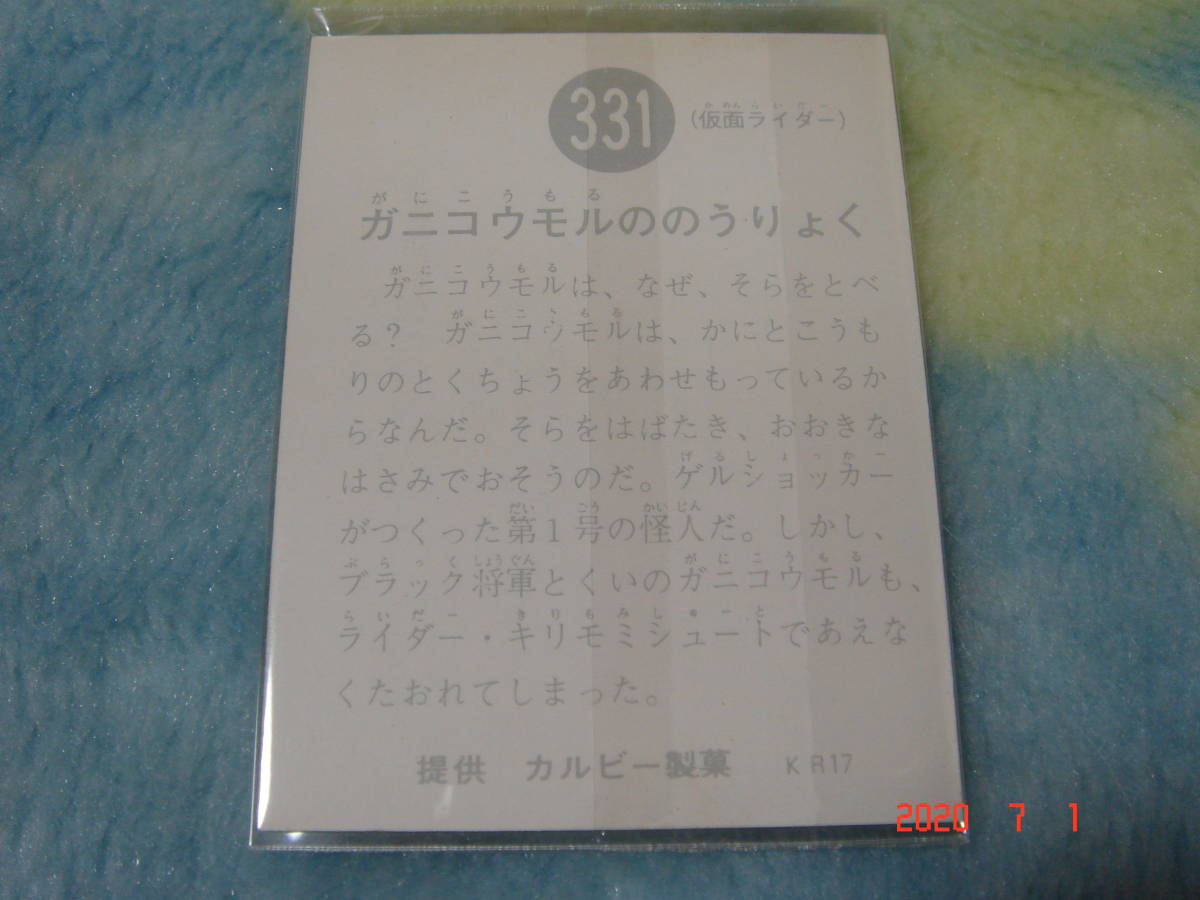 331
(仮面ライダー)
ガニコウモルののうりょく
ガニコウモルは、なぜ、そらをとべ
る? ガニコウモルは、かにとこうも
りのとくちょうをあわせもっているか
らなんだ。そらをはばたき、おおきな
はさみでおそうのだ。ゲルショッカー
がつくった第1号の怪人だ。しかし、
ブラック将軍とくいのガニコウモルも、
ライダー・キリモミシュートであえな
くたおれてしまった。
提供 カルビー製菓 KR17
2020 7 1